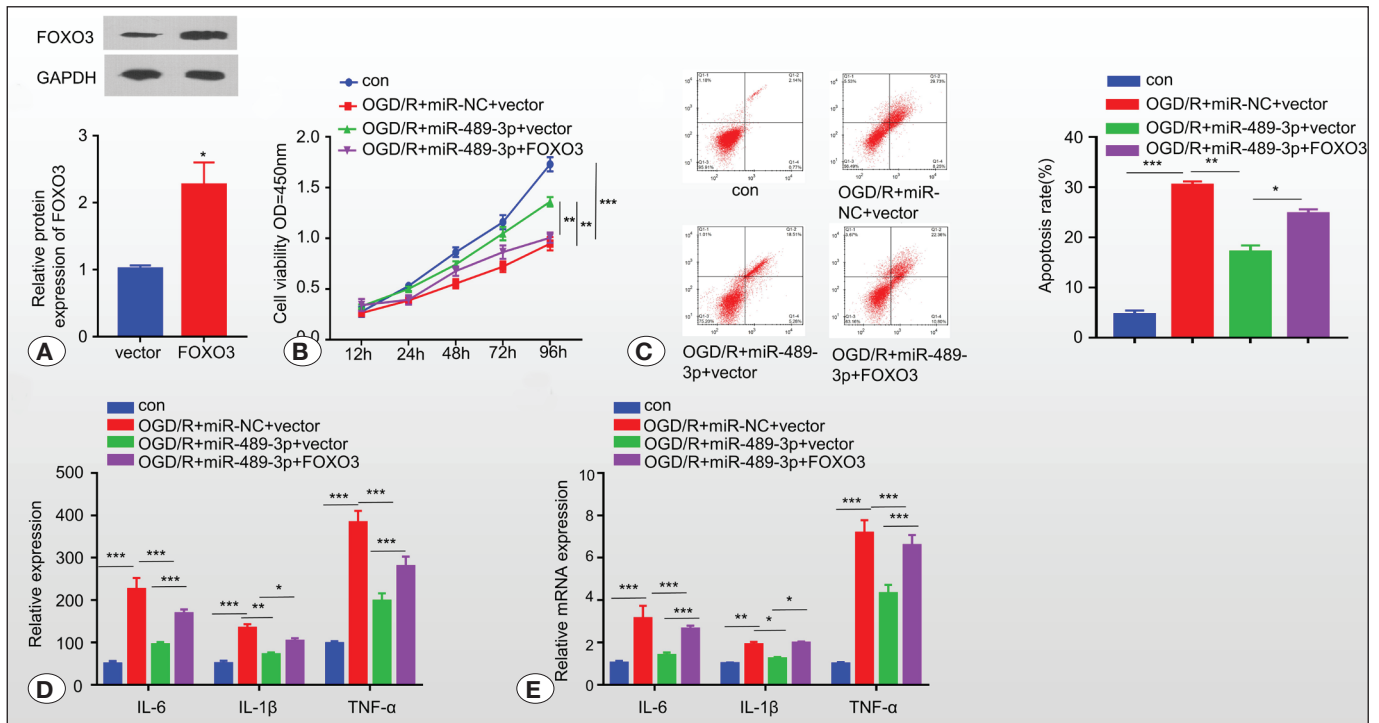 FOXO3
GAPDH
Relative protein
expression of FOXO3
3
2
1
0
*
vector
FOXO3
A
con
OGD/R+miR-NC+vector
OGD/R+miR-489-3p+vector
OGD/R+miR-489-3p+FOXO3
Cell viability OD=450nm
2.0
1.5
1.0
0.5
0.0
**
**
***
12h
24h
48h
72h
96h
B
con
OGD/R+miR-
NC+vector
OGD/R+miR-489-
3p+vector
OGD/R+miR-489-
3p+FOXO3
C
con
OGD/R+miR-NC+vector
OGD/R+miR-489-3p+vector
OGD/R+miR-489-3p+FOXO3
Apoptosis rate(%)
40
30
20
10
0
***
**
*
con
OGD/R+miR-NC+vector
OGD/R+miR-489-3p+vector
OGD/R+miR-489-3p+FOXO3
Relative expression
500
400
300
200
100
0
***
***
***
***
**
*
***
***
***
IL-6
IL-1β
TNF-α
D
con
OGD/R+miR-NC+vector
OGD/R+miR-489-3p+vector
OGD/R+miR-489-3p+FOXO3
Relative mRNA expression
10
8
6
4
2
0
***
***
***
**
*
*
***
***
***
IL-6
IL-1β
TNF-α
E